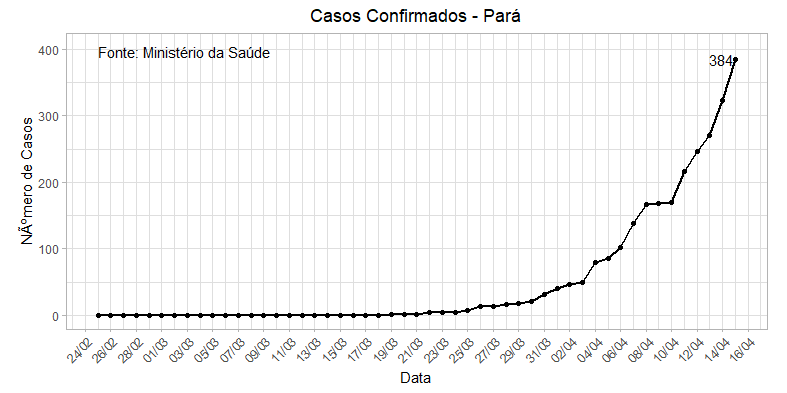 Casos Confirmados - Pará
Fonte: Ministério da Saúde
384
NÃºmero de Casos
400
300
200
100
0
24/02 26/02 28/02 01/03 03/03 05/03 07/03 09/03 11/03 13/03 15/03 17/03 19/03 21/03 23/03 25/03 27/03 29/03 31/03 02/04 04/04 06/04 08/04 10/04 12/04 14/04 16/04
Data